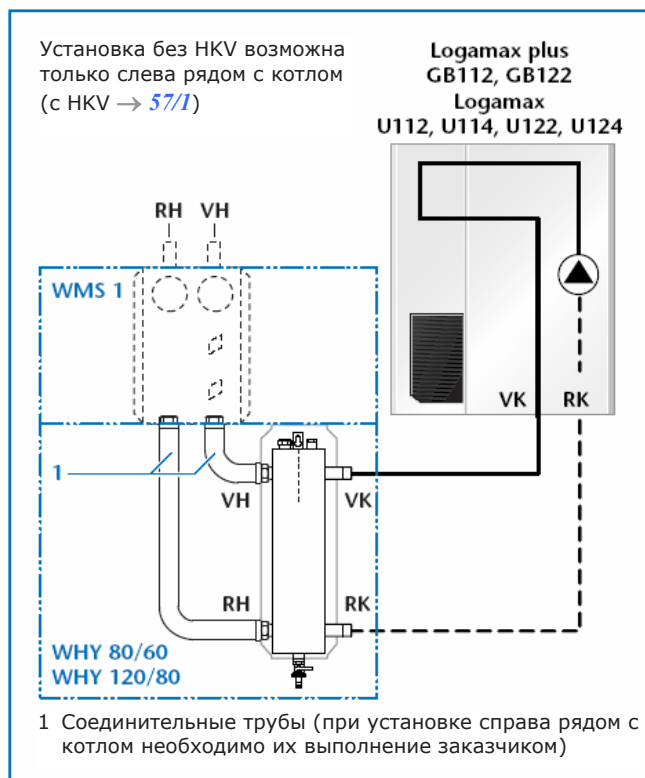 Установка без HKV возможна
только слева рядом с котлом
(с HKV → 57/1)
Logamax plus
GB112, GB122
Logamax
U112, U114, U122, U124
RH VH
WMS 1
VK RK
1
VH VK
RH RK
WHY 80/60
WHY 120/80
1 Соединительные трубы (при установке справа рядом с
котлом необходимо их выполнение заказчиком)